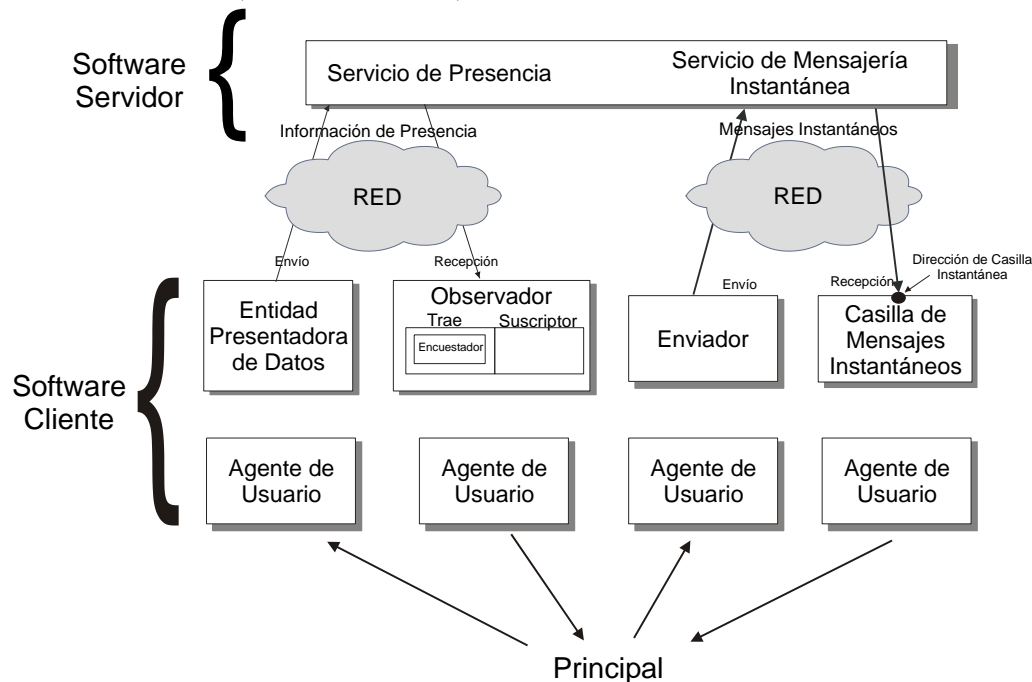 Software
Servidor
Servicio de Presencia
Servicio de Mensajería
Instantánea
Información de Presencia
Mensajes Instantáneos
RED
RED
Envío
Recepción
Envío
Recepción
Dirección de Casilla
Instantánea
Software
Cliente
Entidad
Presentadora
de Datos
Observador
Trae
Suscriptor
Encuestador
Enviador
Casilla de
Mensajes
Instantáneos
Agente de
Usuario
Agente de
Usuario
Agente de
Usuario
Agente de
Usuario
Principal